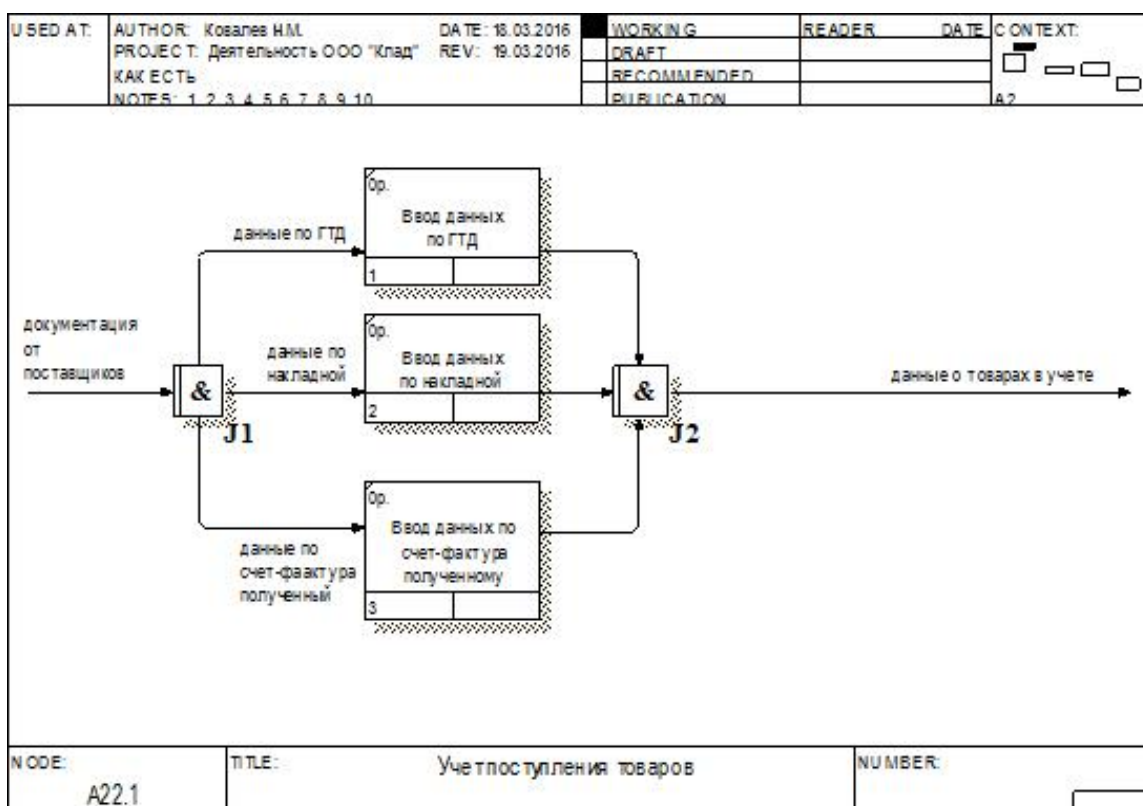 USED AT:
AUTHOR: Ковалев Н.М.
DATE: 18.03.2016
PROJECT: Деятельность ООО "Клад"
REV: 19.03.2016
КАК ЕСТЬ
NOTES: 1 2 3 4 5 6 7 8 9 10
WORKING
DRAFT
RECOMMENDED
PUBLICATION
READER
DATE
CONTEXT:
A2
0р.
Ввод данных
по ГТД
1
данные по ГТД
документация
от
поставщиков
&
J1
данные по
накладной
0р.
Ввод данных
по накладной
2
&
J2
данные о товарах в учете
0р.
Ввод данных по
счет-фактура
полученному
3
данные по
счет-фаактура
полученный
NODE:
A22.1
TITLE:
Учет поступления товаров
NUMBER: